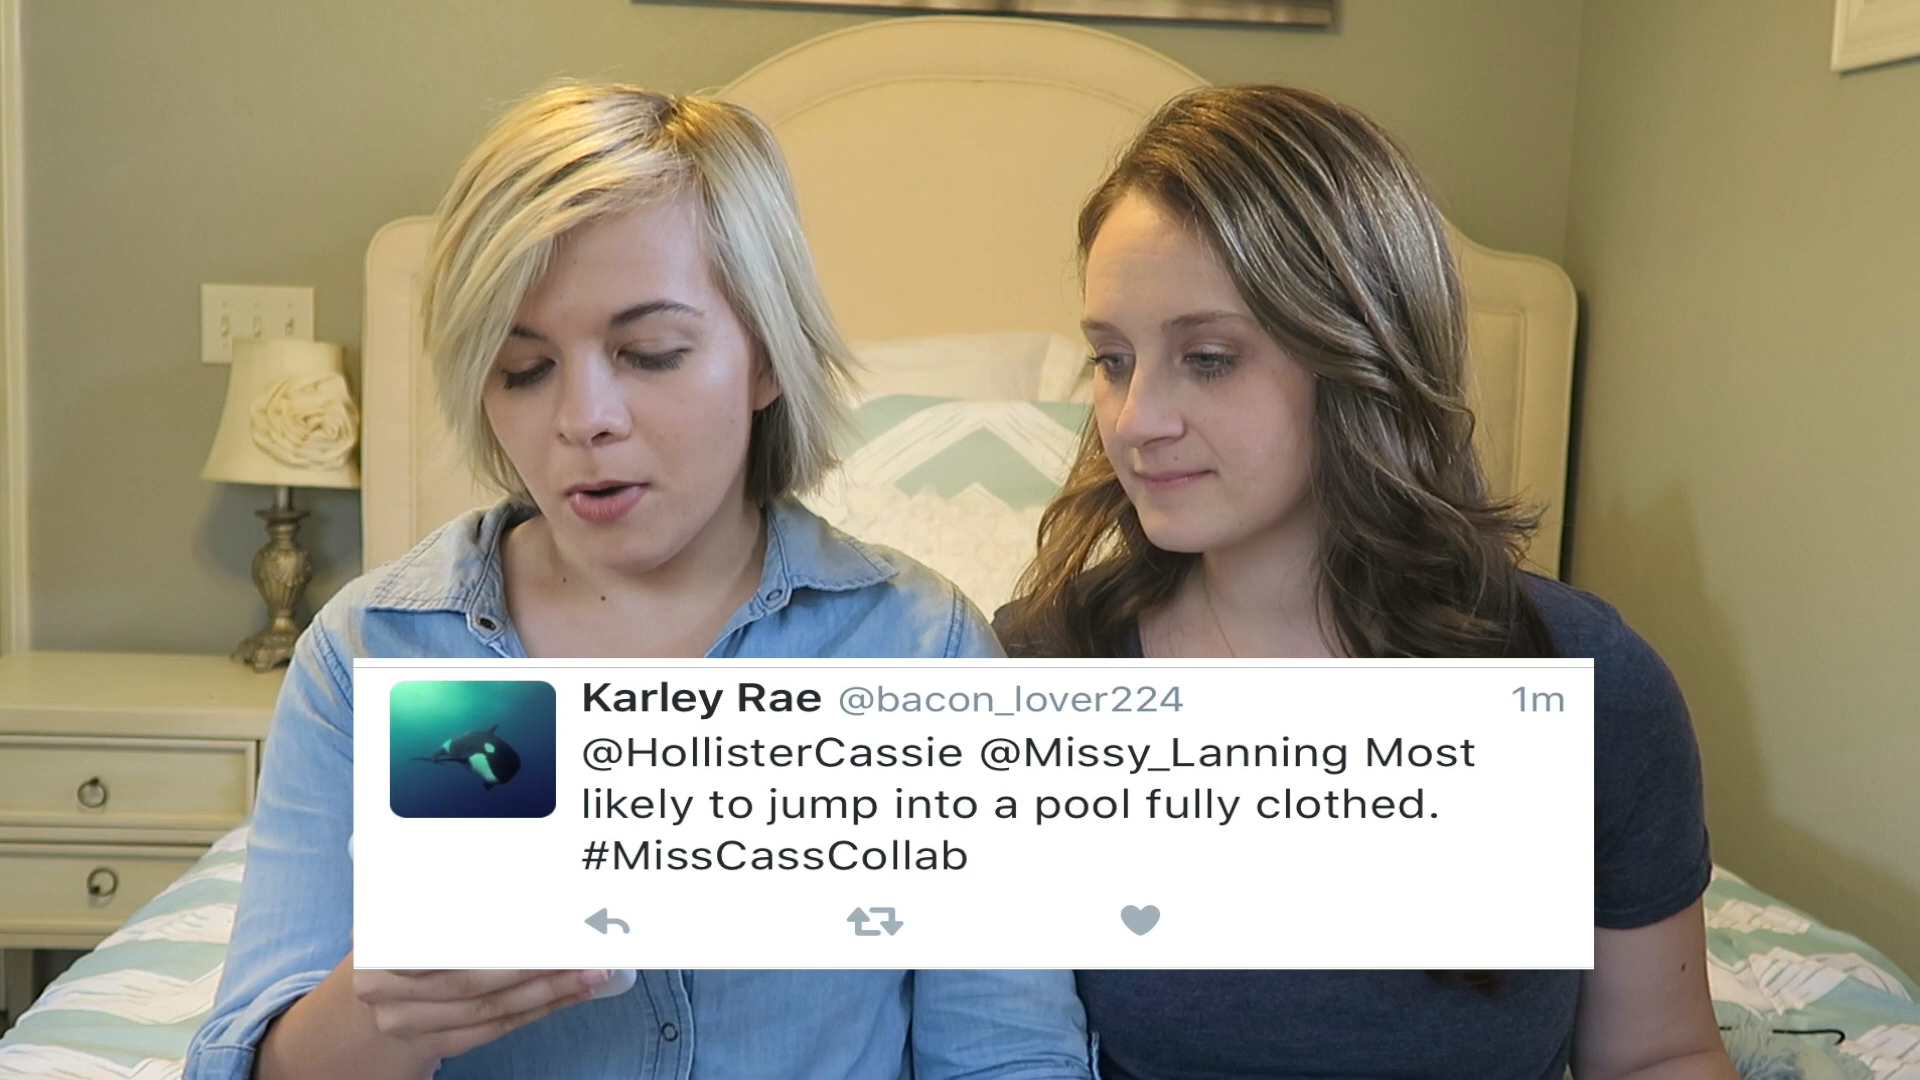 Karley Rae @bacon_lover224 1m
@HollisterCassie @Missy_Lanning Most
likely to jump into a pool fully clothed.
#MissCassCollab